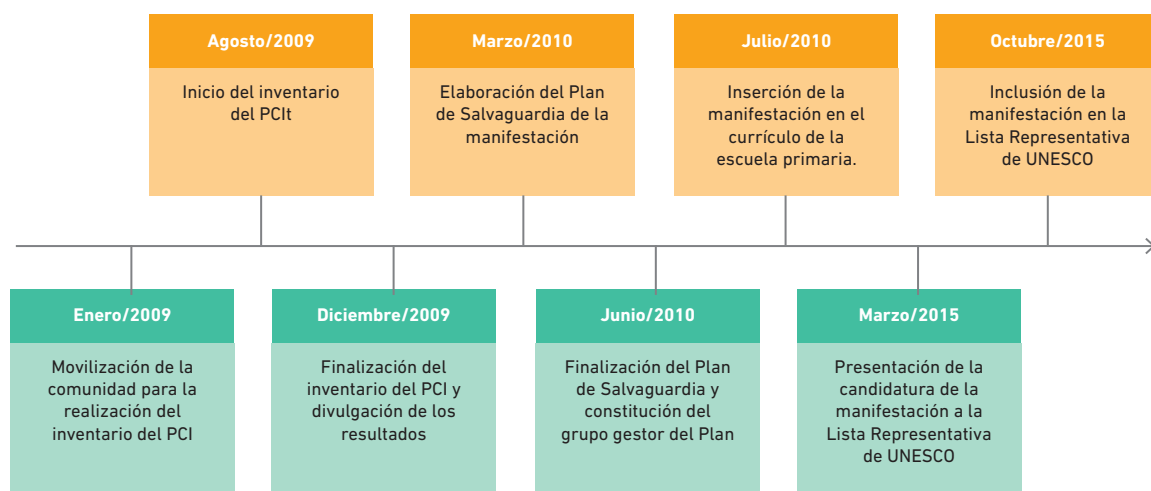 Agosto/2009
Inicio del inventario
del PCIt
Marzo/2010
Elaboración del Plan
de Salvaguardia de la
manifestación
Julio/2010
Inserción de la
manifestación en el
currículo de la
escuela primaria.
Octubre/2015
Inclusión de la
manifestación en la
Lista Representativa
de UNESCO
Enero/2009
Movilización de la
comunidad para la
realización del
inventario del PCI
Diciembre/2009
Finalización del
inventario del PCI y
divulgación de los
resultados
Junio/2010
Finalización del Plan
de Salvaguardia y
constitución del
grupo gestor del Plan
Marzo/2015
Presentación de la
candidatura de la
manifestación a la
Lista Representativa
de UNESCO